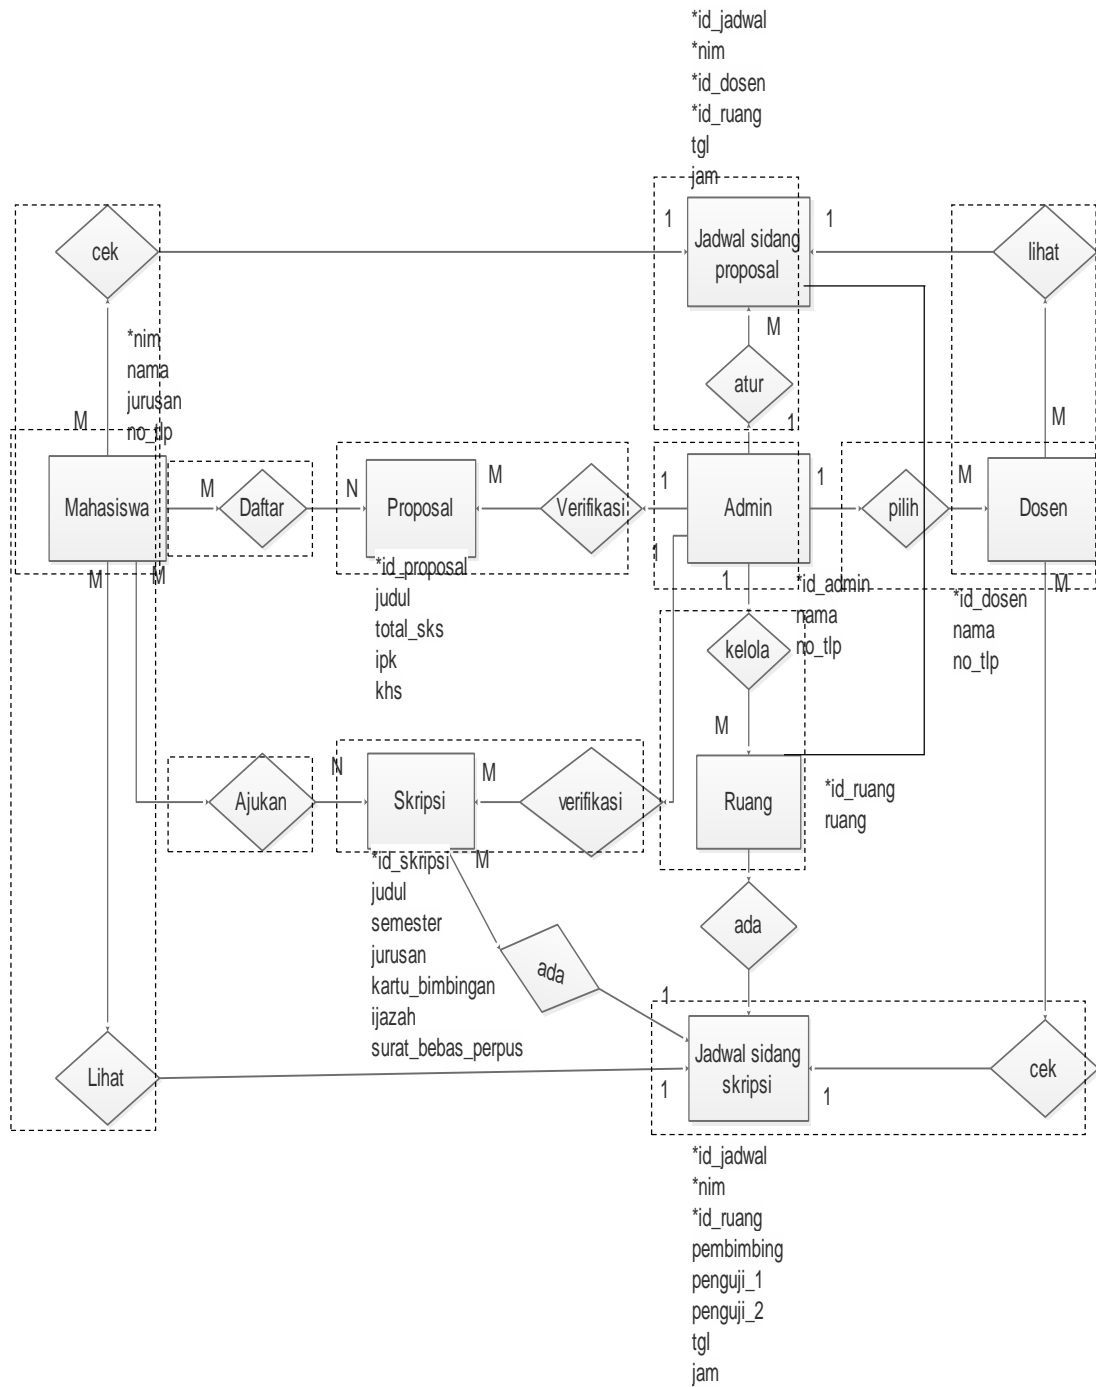 *id_jadwal
*nim
*id_dosen
*id_ruang
tgl
jam
1
1
cek
Jadwal sidang
proposal
lihat
M
*nim
nama
jurusan
no_tlp
atur
M
M
1
M
N
M
1
1
M
Mahasiswa
Daftar
Proposal
Verifikasi
Admin
pilih
Dosen
1
*id_proposal
judul
total_sks
ipk
khs
M
M
1
*id_admin
nama
no_tlp
M
*id_dosen
nama
no_tlp
kelola
M
N
M
Ajukan
Skripsi
verifikasi
Ruang
*id_ruang
ruang
M
*id_skripsi
judul
semester
jurusan
kartu_bimbingan
ijazah
surat_bebas_perpus
ada
ada
1
Jadwal sidang
skripsi
Lihat
cek
1
1
*id_jadwal
*nim
*id_ruang
pembimbing
penguji_1
penguji_2
tgl
jam